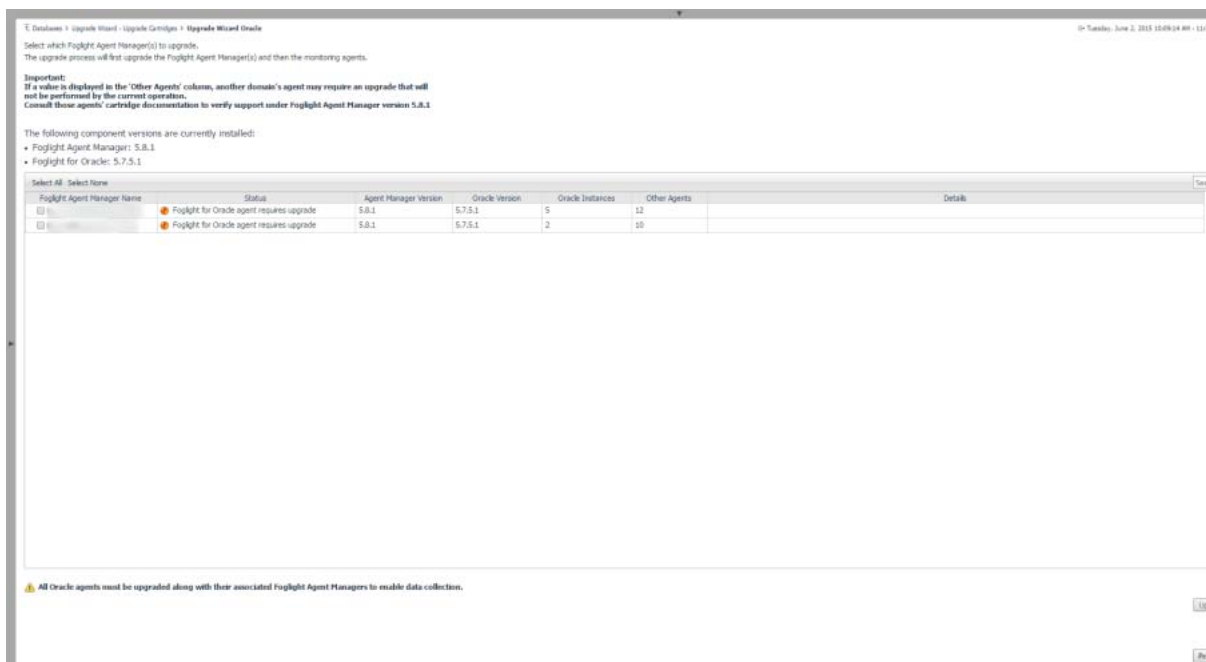 Databases > Upgrade Wizard - Upgrade Cartridges > Upgrade Wizard Oracle
Tuesday, June 2, 2015 10:09:14 AM - 11:
Select which Foglight Agent Manager(s) to upgrade.
The upgrade process will first upgrade the Foglight Agent Manager(s) and then the monitoring agents.
Important:
If a value is displayed in the 'Other Agents' column, another domain's agent may require an upgrade that will
not be performed by the current operation.
Consult those agents' cartridge documentation to verify support under Foglight Agent Manager version 5.8.1
The following component versions are currently installed:
• Foglight Agent Manager: 5.8.1
• Foglight for Oracle: 5.7.5.1
Select All Select None
Foglight Agent Manager Name Status Agent Manager Version Oracle Version Oracle Instances Other Agents Details
Foglight for Oracle agent requires upgrade 5.8.1 5.7.5.1 5 12
Foglight for Oracle agent requires upgrade 5.8.1 5.7.5.1 2 10
All Oracle agents must be upgraded along with their associated Foglight Agent Managers to enable data collection.